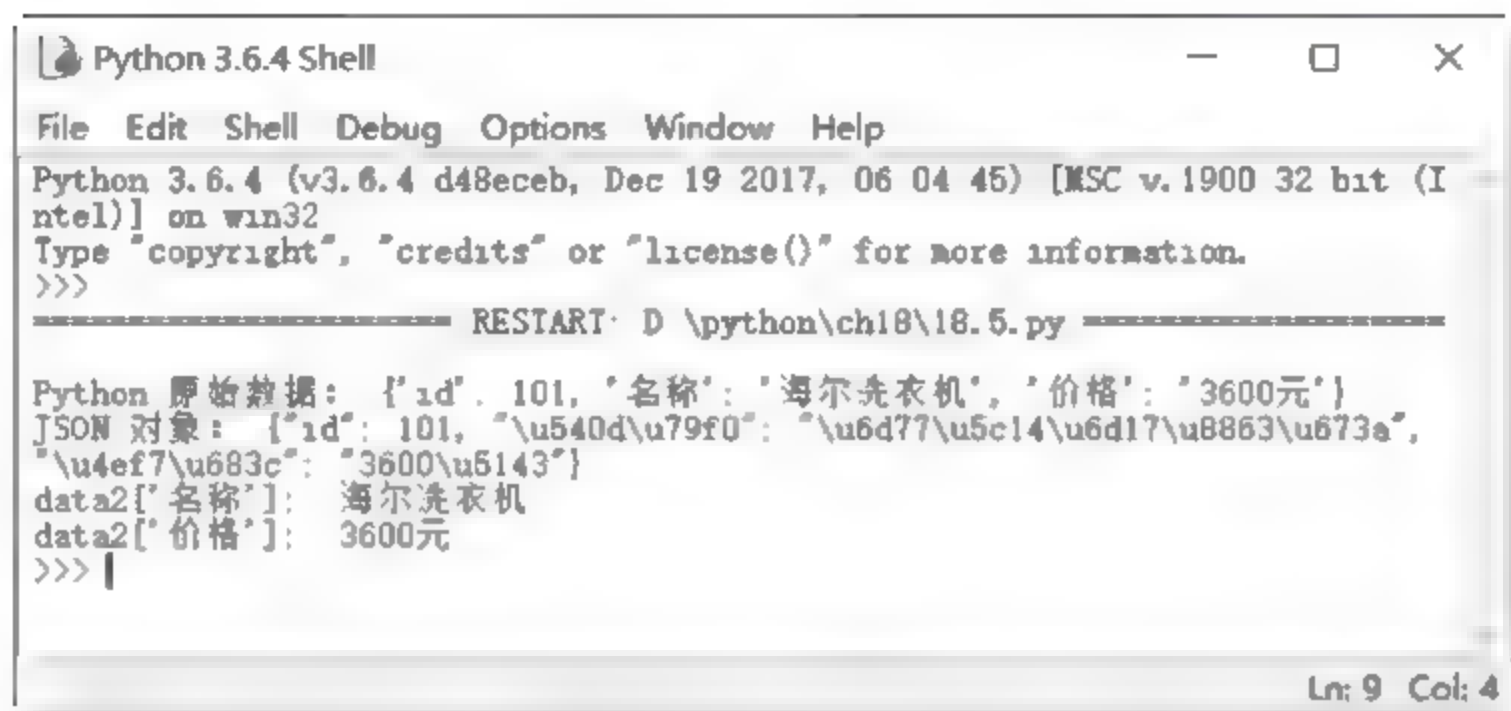 Python 3.6.4 Shell
File Edit Shell Debug Options Window Help
Python 3.6.4 (v3.6.4 d48eceb, Dec 19 2017, 06 04 45) [MSC v.1900 32 bit (I
ntel)] on win32
Type "copyright", "credits" or "license()" for more information.
>>>
======================= RESTART: D \python\ch18\18.5.py ====================
Python 原始数据: {'id': 101, '名称': '海尔洗衣机', '价格': '3600元'}
JSON 对象: {"id": 101, "\u540d\u79f0": "\u6d77\u5c14\u6d17\u8863\u673a",
"\u4ef7\u683c": "3600\u5143"}
data2['名称']: 海尔洗衣机
data2['价格']: 3600元
>>>
Ln: 9 Col: 4